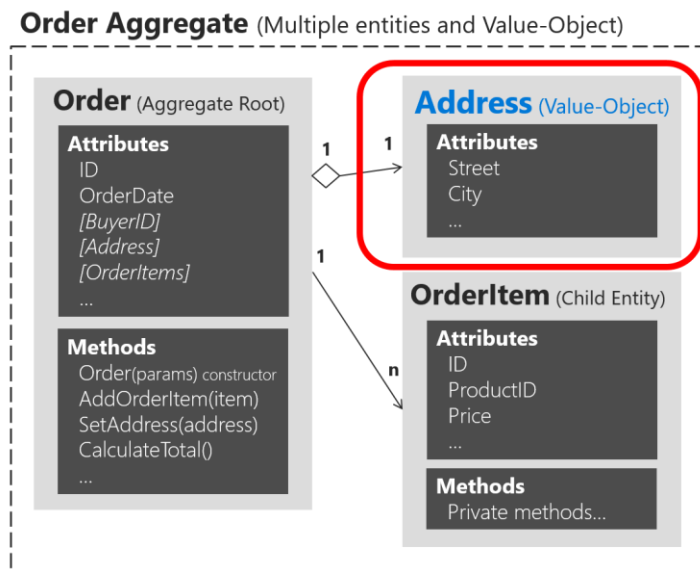 Order Aggregate (Multiple entities and Value-Object)
Order (Aggregate Root)
Attributes
ID
OrderDate
[BuyerID]
[Address]
[OrderItems]
...
Methods
Order(params) constructor
AddOrderItem(item)
SetAddress(address)
CalculateTotal()
...
1
1
1
n
Address (Value-Object)
Attributes
Street
City
...
OrderItem (Child Entity)
Attributes
ID
ProductID
Price
...
Methods
Private methods...